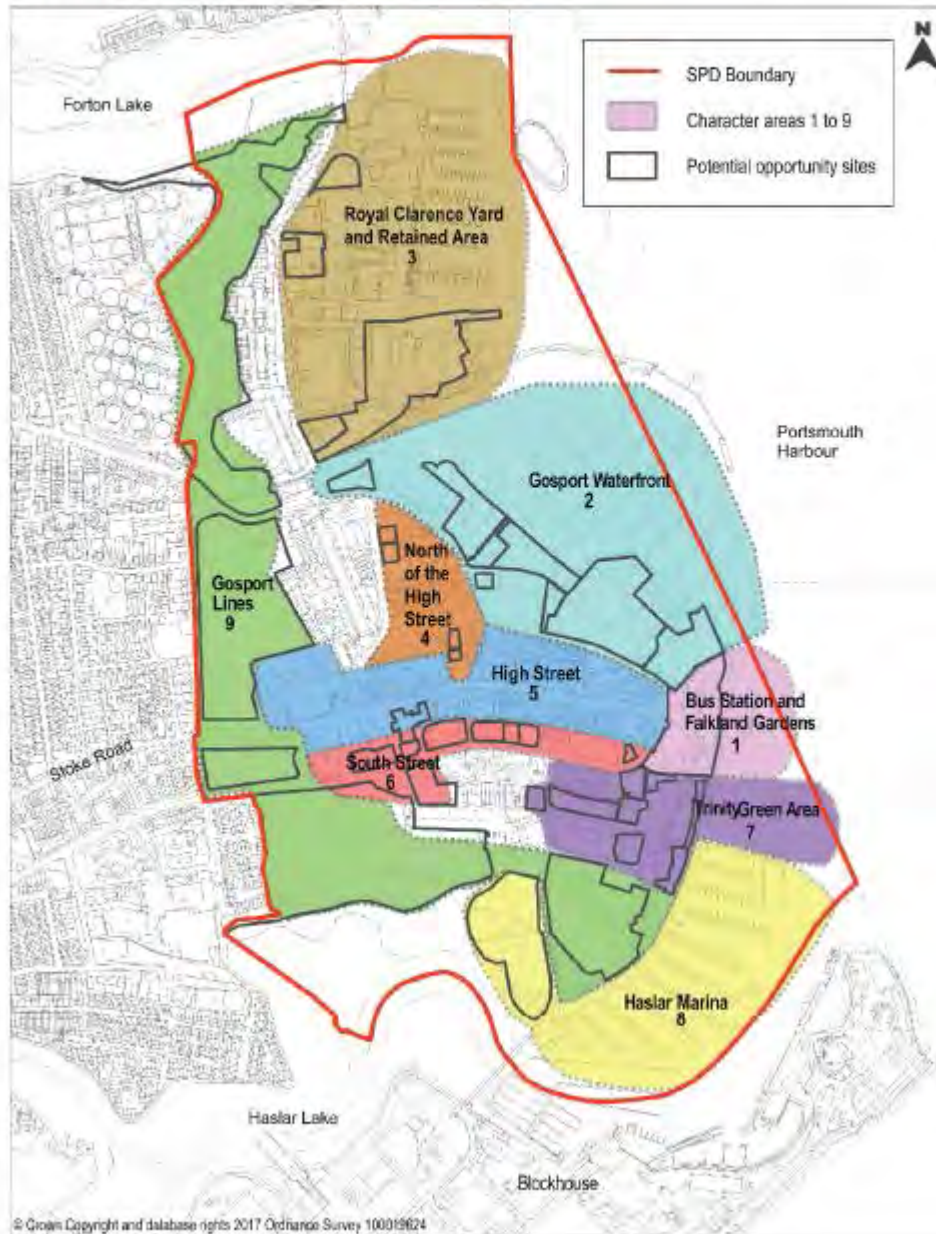 N
SPD Boundary
Character areas 1 to 9
Potential opportunity sites
Forton Lake
Royal Clarence Yard
and Retained Area
3
Portsmouth
Harbour
Gosport Waterfront
2
North
of the
High
Street
4
Gosport
Lines
9
High Street
5
Bus Station and
Falkland Gardens
1
Stoke Road
South Street
6
TrinityGreen Area
7
Haslar Marina
8
Haslar Lake
Blockhouse
© Crown Copyright and database rights 2017 Ordnance Survey 100019624